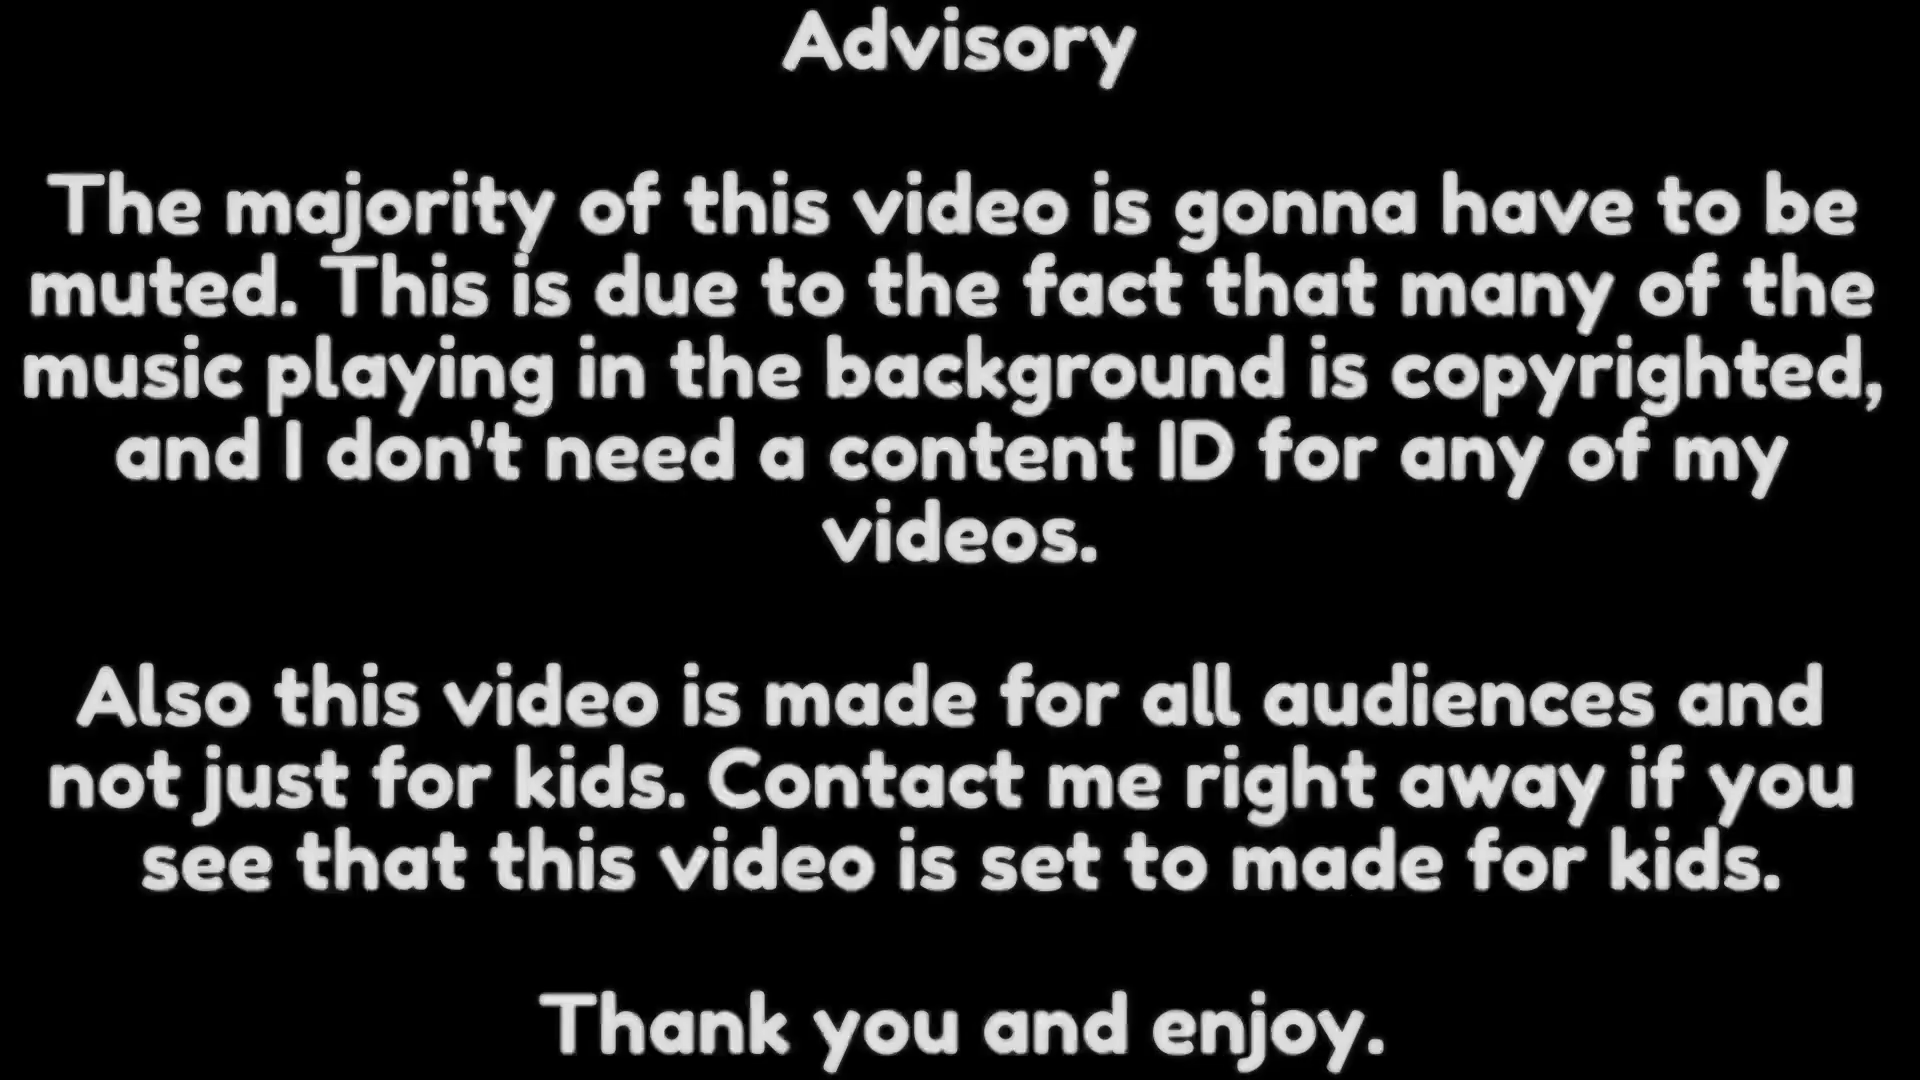 Advisory
The majority of this video is gonna have to be
muted. This is due to the fact that many of the
music playing in the background is copyrighted,
and I don't need a content ID for any of my
videos.
Also this video is made for all audiences and
not just for kids. Contact me right away if you
see that this video is set to made for kids.
Thank you and enjoy.